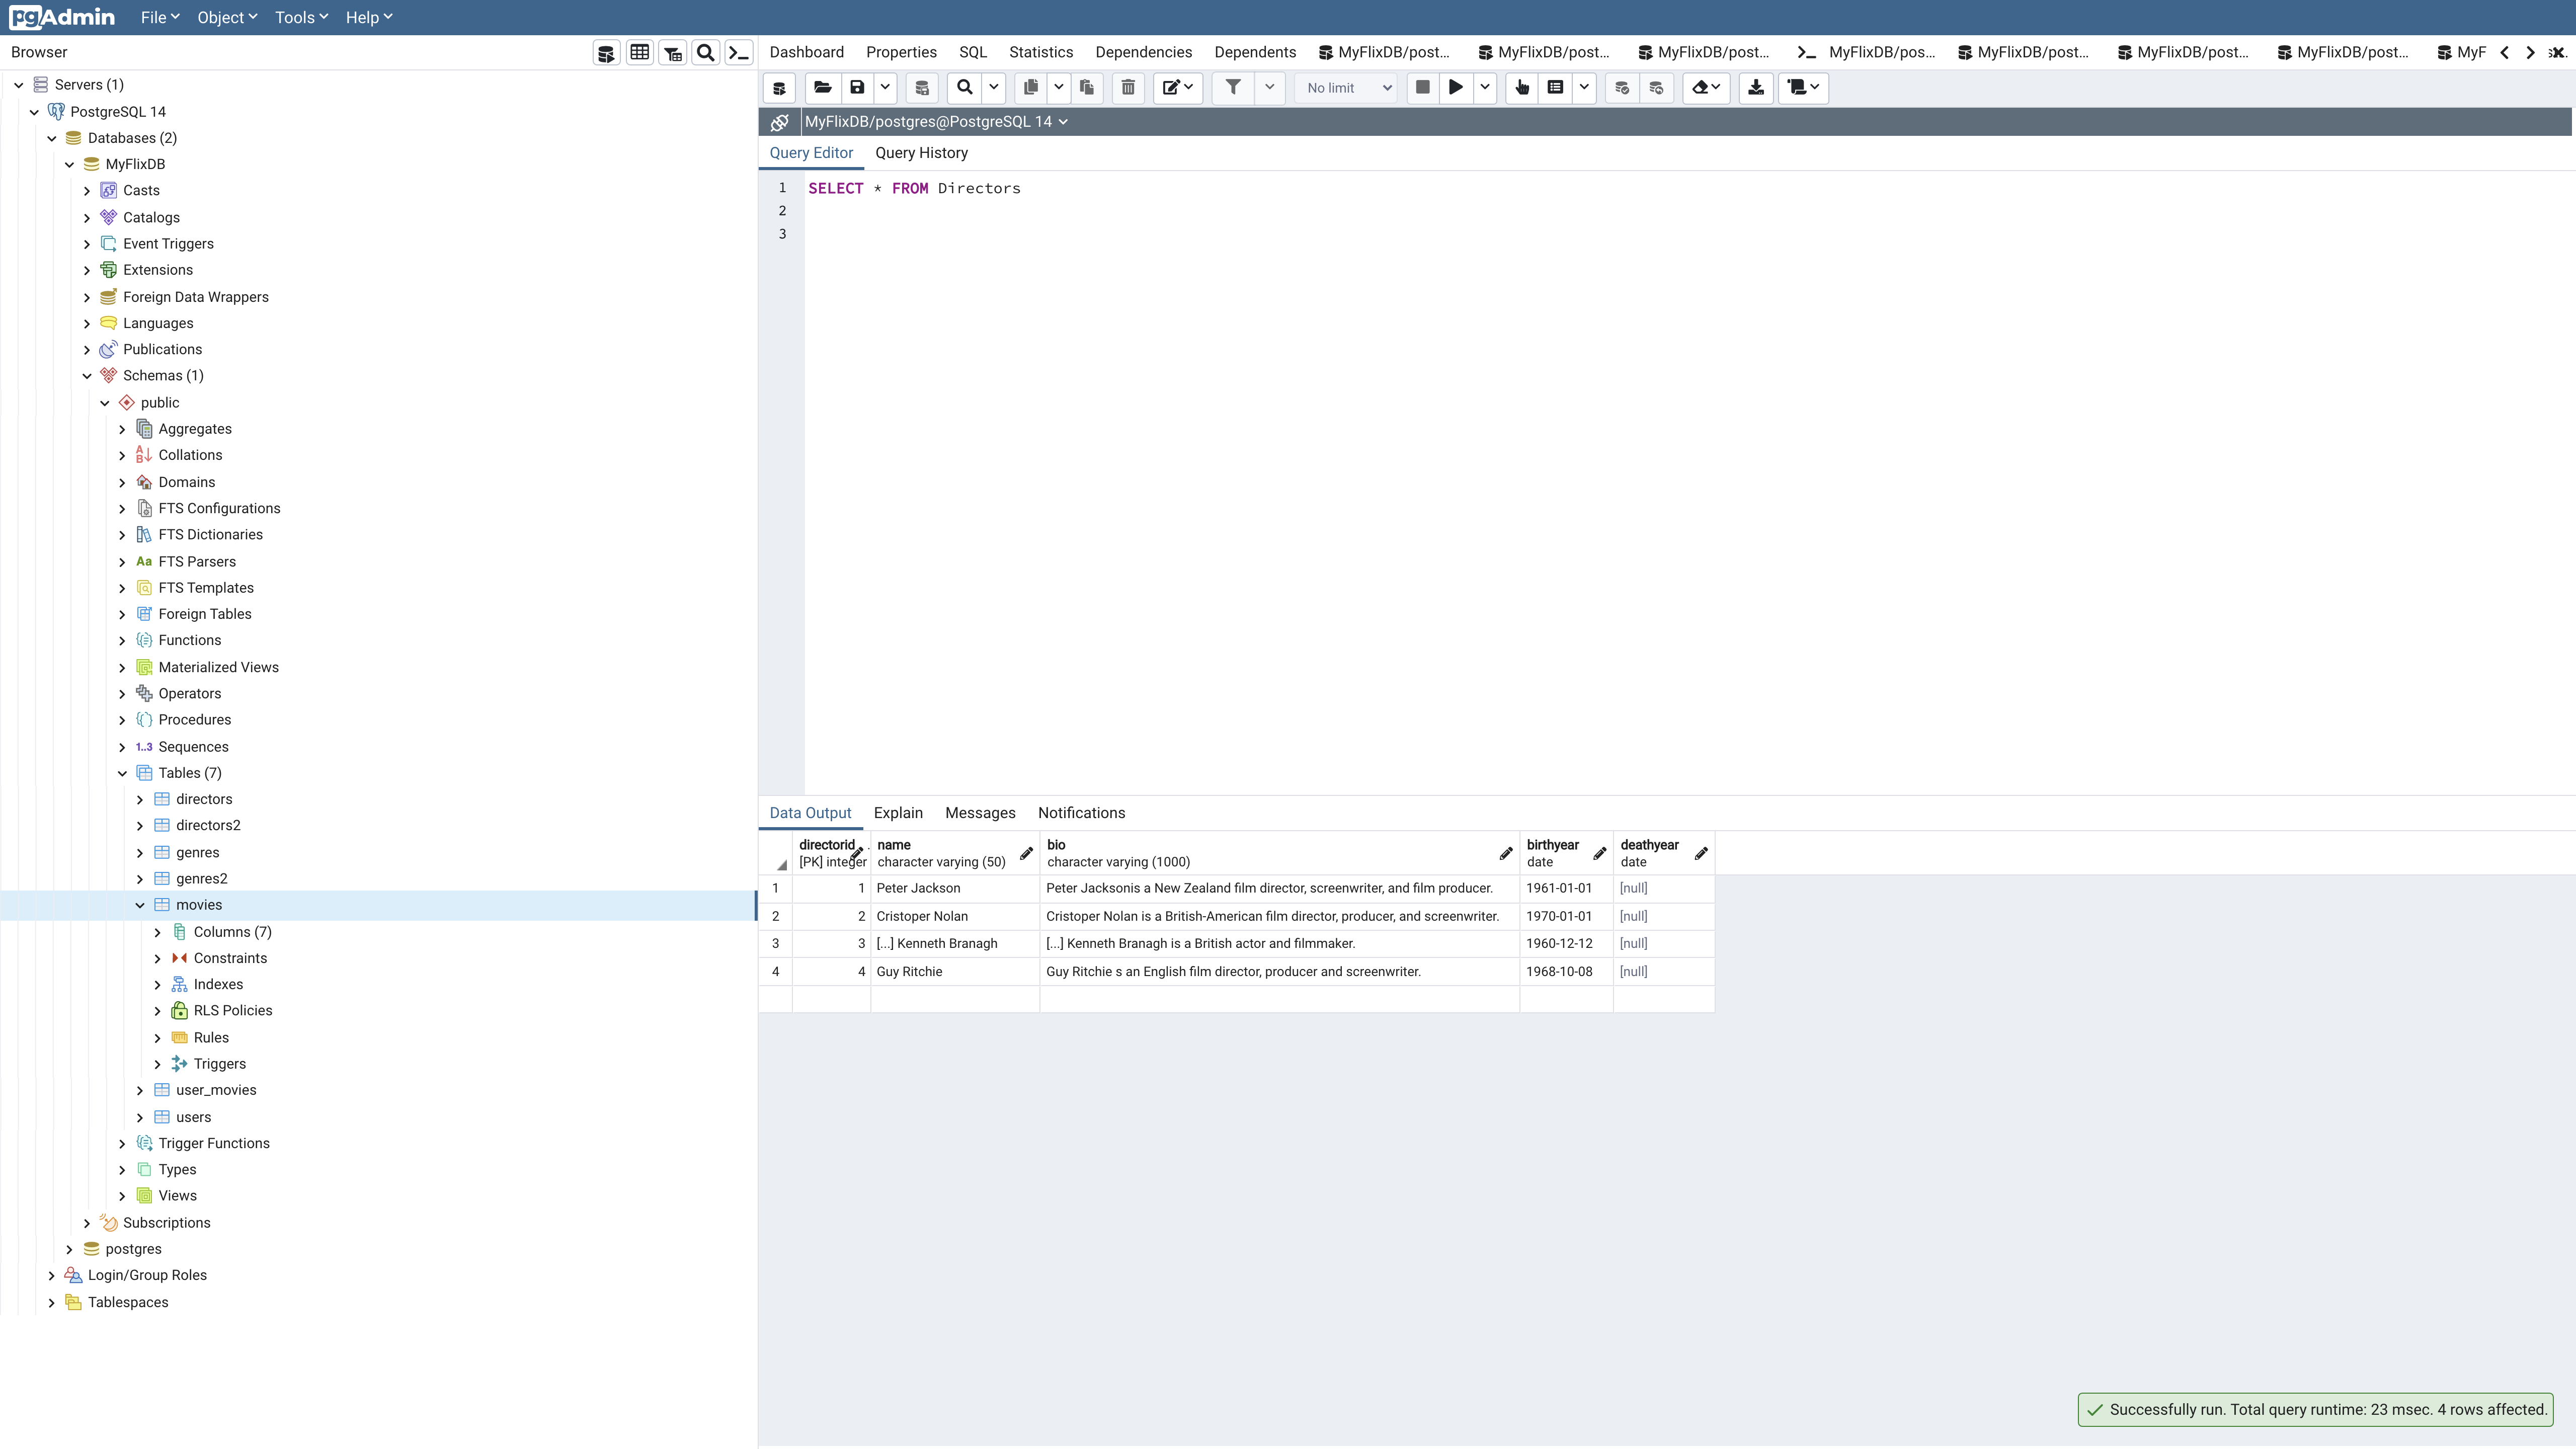 pgAdmin File Object Tools Help
Browser
Dashboard Properties SQL Statistics Dependencies Dependents MyFlixDB/post... MyFlixDB/post... MyFlixDB/post... MyFlixDB/pos... MyFlixDB/post... MyFlixDB/post... MyFlixDB/post... MyF
Servers (1)
PostgreSQL 14
Databases (2)
MyFlixDB
Casts
Catalogs
Event Triggers
Extensions
Foreign Data Wrappers
Languages
Publications
Schemas (1)
public
Aggregates
Collations
Domains
FTS Configurations
FTS Dictionaries
Aa FTS Parsers
FTS Templates
Foreign Tables
Functions
Materialized Views
Operators
Procedures
1..3 Sequences
Tables (7)
directors
directors2
genres
genres2
movies
Columns (7)
Constraints
Indexes
RLS Policies
Rules
Triggers
user_movies
users
Trigger Functions
Types
Views
Subscriptions
postgres
Login/Group Roles
Tablespaces
No limit
MyFlixDB/postgres@PostgreSQL 14
Query Editor Query History
1 SELECT * FROM Directors
2
3
Data Output Explain Messages Notifications
directorid name bio birthyear deathyear
[PK] integer character varying (50) character varying (1000) date date
1 1 Peter Jackson Peter Jacksonis a New Zealand film director, screenwriter, and film producer. 1961-01-01 [null]
2 2 Cristoper Nolan Cristoper Nolan is a British-American film director, producer, and screenwriter. 1970-01-01 [null]
3 3 [...] Kenneth Branagh [...] Kenneth Branagh is a British actor and filmmaker. 1960-12-12 [null]
4 4 Guy Ritchie Guy Ritchie s an English film director, producer and screenwriter. 1968-10-08 [null]
Successfully run. Total query runtime: 23 msec. 4 rows affected.